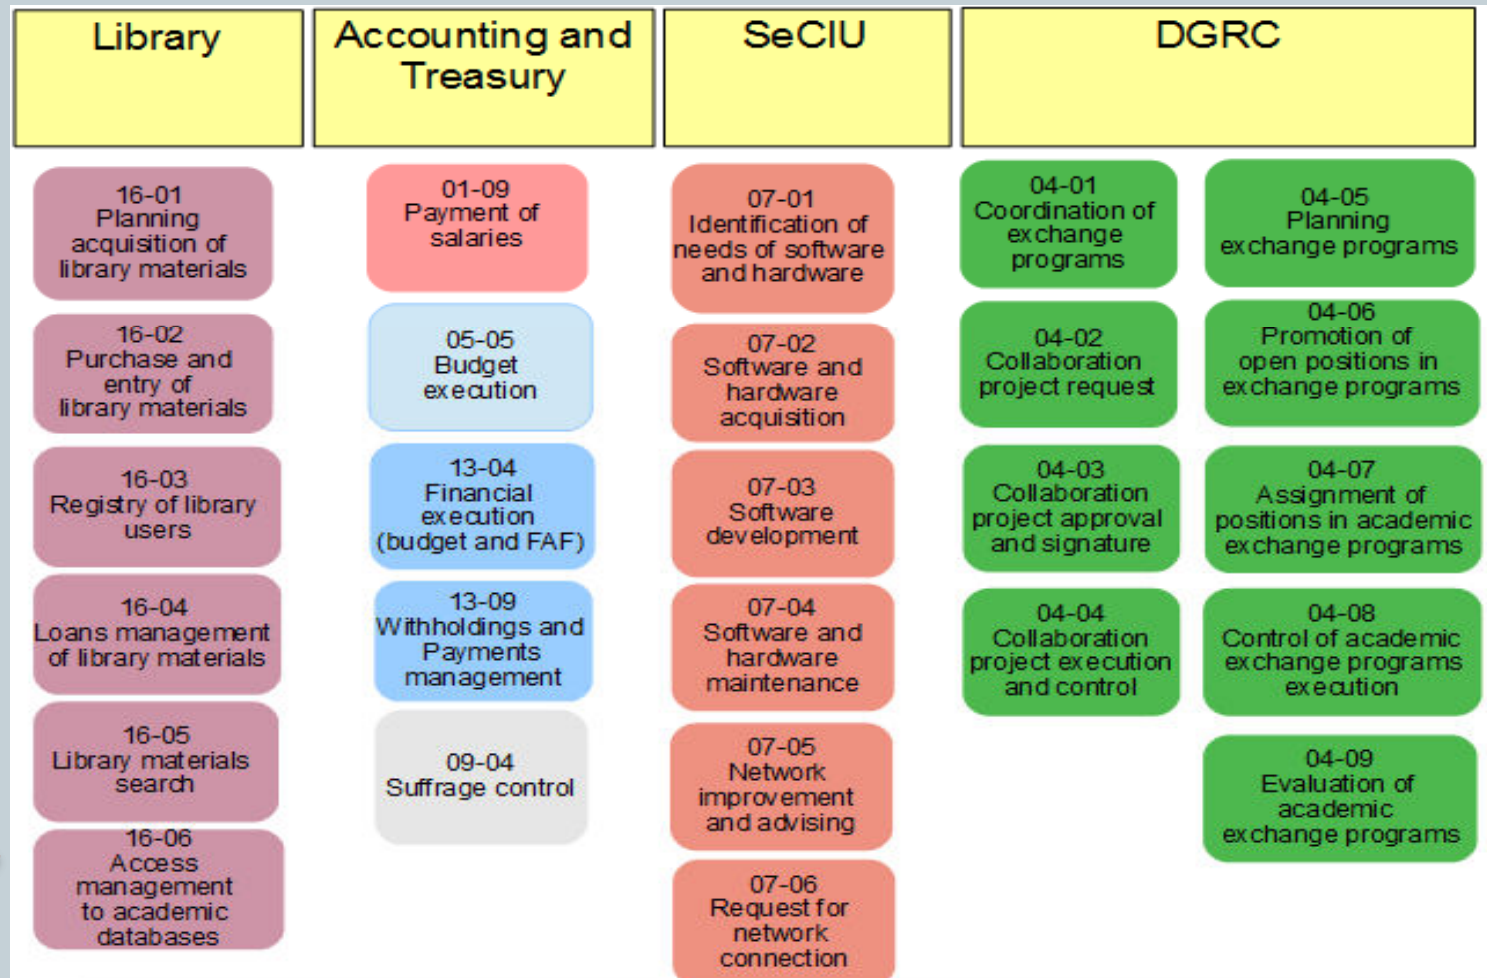 Library
16-01
Planning
acquisition of
library materials
16-02
Purchase and
entry of
library materials
16-03
Registry of library
users
16-04
Loans management
of library materials
16-05
Library materials
search
16-06
Access
management
to academic
databases
Accounting and
Treasury
01-09
Payment of
salaries
05-05
Budget
execution
13-04
Financial
execution
(budget and FAF)
13-09
Withholdings and
Payments
management
09-04
Suffrage control
SeCIU
07-01
Identification of
needs of software
and hardware
07-02
Software and
hardware
acquisition
07-03
Software
development
07-04
Software and
hardware
maintenance
07-05
Network
improvement
and advising
07-06
Request for
network
connection
DGRC
04-01
Coordination of
exchange
programs
04-02
Collaboration
project request
04-03
Collaboration
project approval
and signature
04-04
Collaboration
project execution
and control
04-05
Planning
exchange programs
04-06
Promotion of
open positions in
exchange programs
04-07
Assignment of
positions in academic
exchange programs
04-08
Control of academic
exchange programs
execution
04-09
Evaluation of
academic
exchange programs